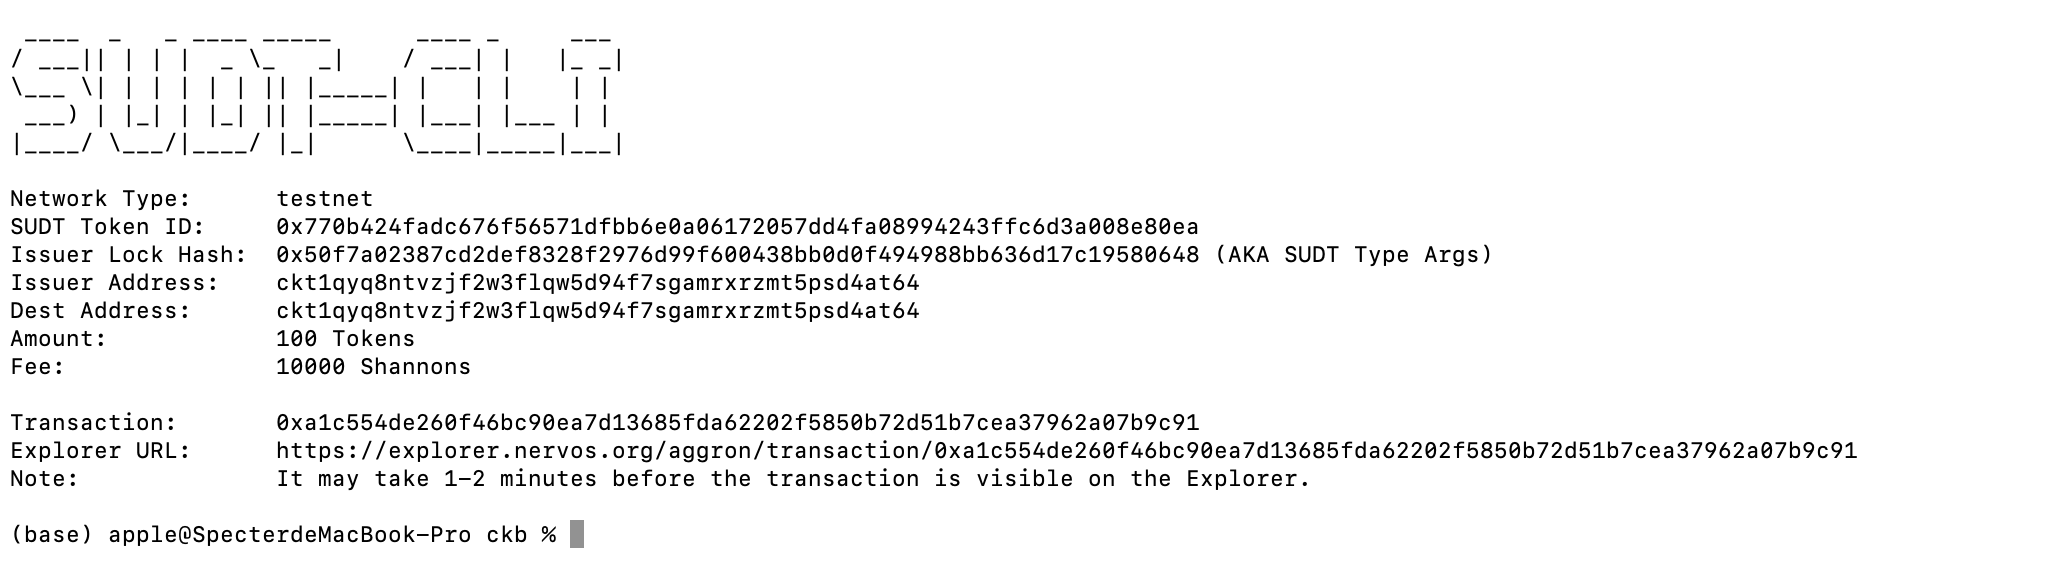 SUDT-CLI
Network Type: testnet
SUDT Token ID: 0x770b424fadc676f56571dfbb6e0a06172057dd4fa08994243ffc6d3a008e80ea
Issuer Lock Hash: 0x50f7a02387cd2def8328f2976d99f600438bb0d0f494988bb636d17c19580648 (AKA SUDT Type Args)
Issuer Address: ckt1qyq8ntvzjf2w3flqw5d94f7sgamrxrzmt5psd4at64
Dest Address: ckt1qyq8ntvzjf2w3flqw5d94f7sgamrxrzmt5psd4at64
Amount: 100 Tokens
Fee: 10000 Shannons
Transaction: 0xa1c554de260f46bc90ea7d13685fda62202f5850b72d51b7cea37962a07b9c91
Explorer URL: https://explorer.nervos.org/aggron/transaction/0xa1c554de260f46bc90ea7d13685fda62202f5850b72d51b7cea37962a07b9c91
Note: It may take 1-2 minutes before the transaction is visible on the Explorer.
(base) apple@SpecterdeMacBook-Pro ckb %